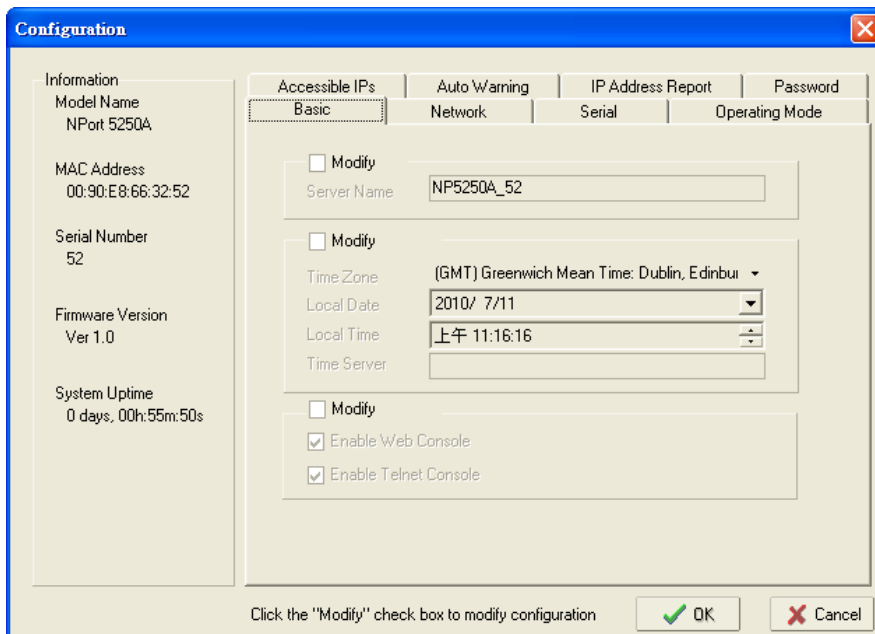 Configuration
Information
Model Name
NPort 5250A
MAC Address
00:90:E8:66:32:52
Serial Number
52
Firmware Version
Ver 1.0
System Uptime
0 days, 00h:55m:50s
Accessible IPs
Auto Warning
IP Address Report
Password
Basic
Network
Serial
Operating Mode
Modify
Server Name
NP5250A_52
Modify
Time Zone
(GMT) Greenwich Mean Time: Dublin, Edinbu
Local Date
2010/ 7/11
Local Time
上午 11:16:16
Time Server
Modify
Enable Web Console
Enable Telnet Console
Click the "Modify" check box to modify configuration
OK
Cancel